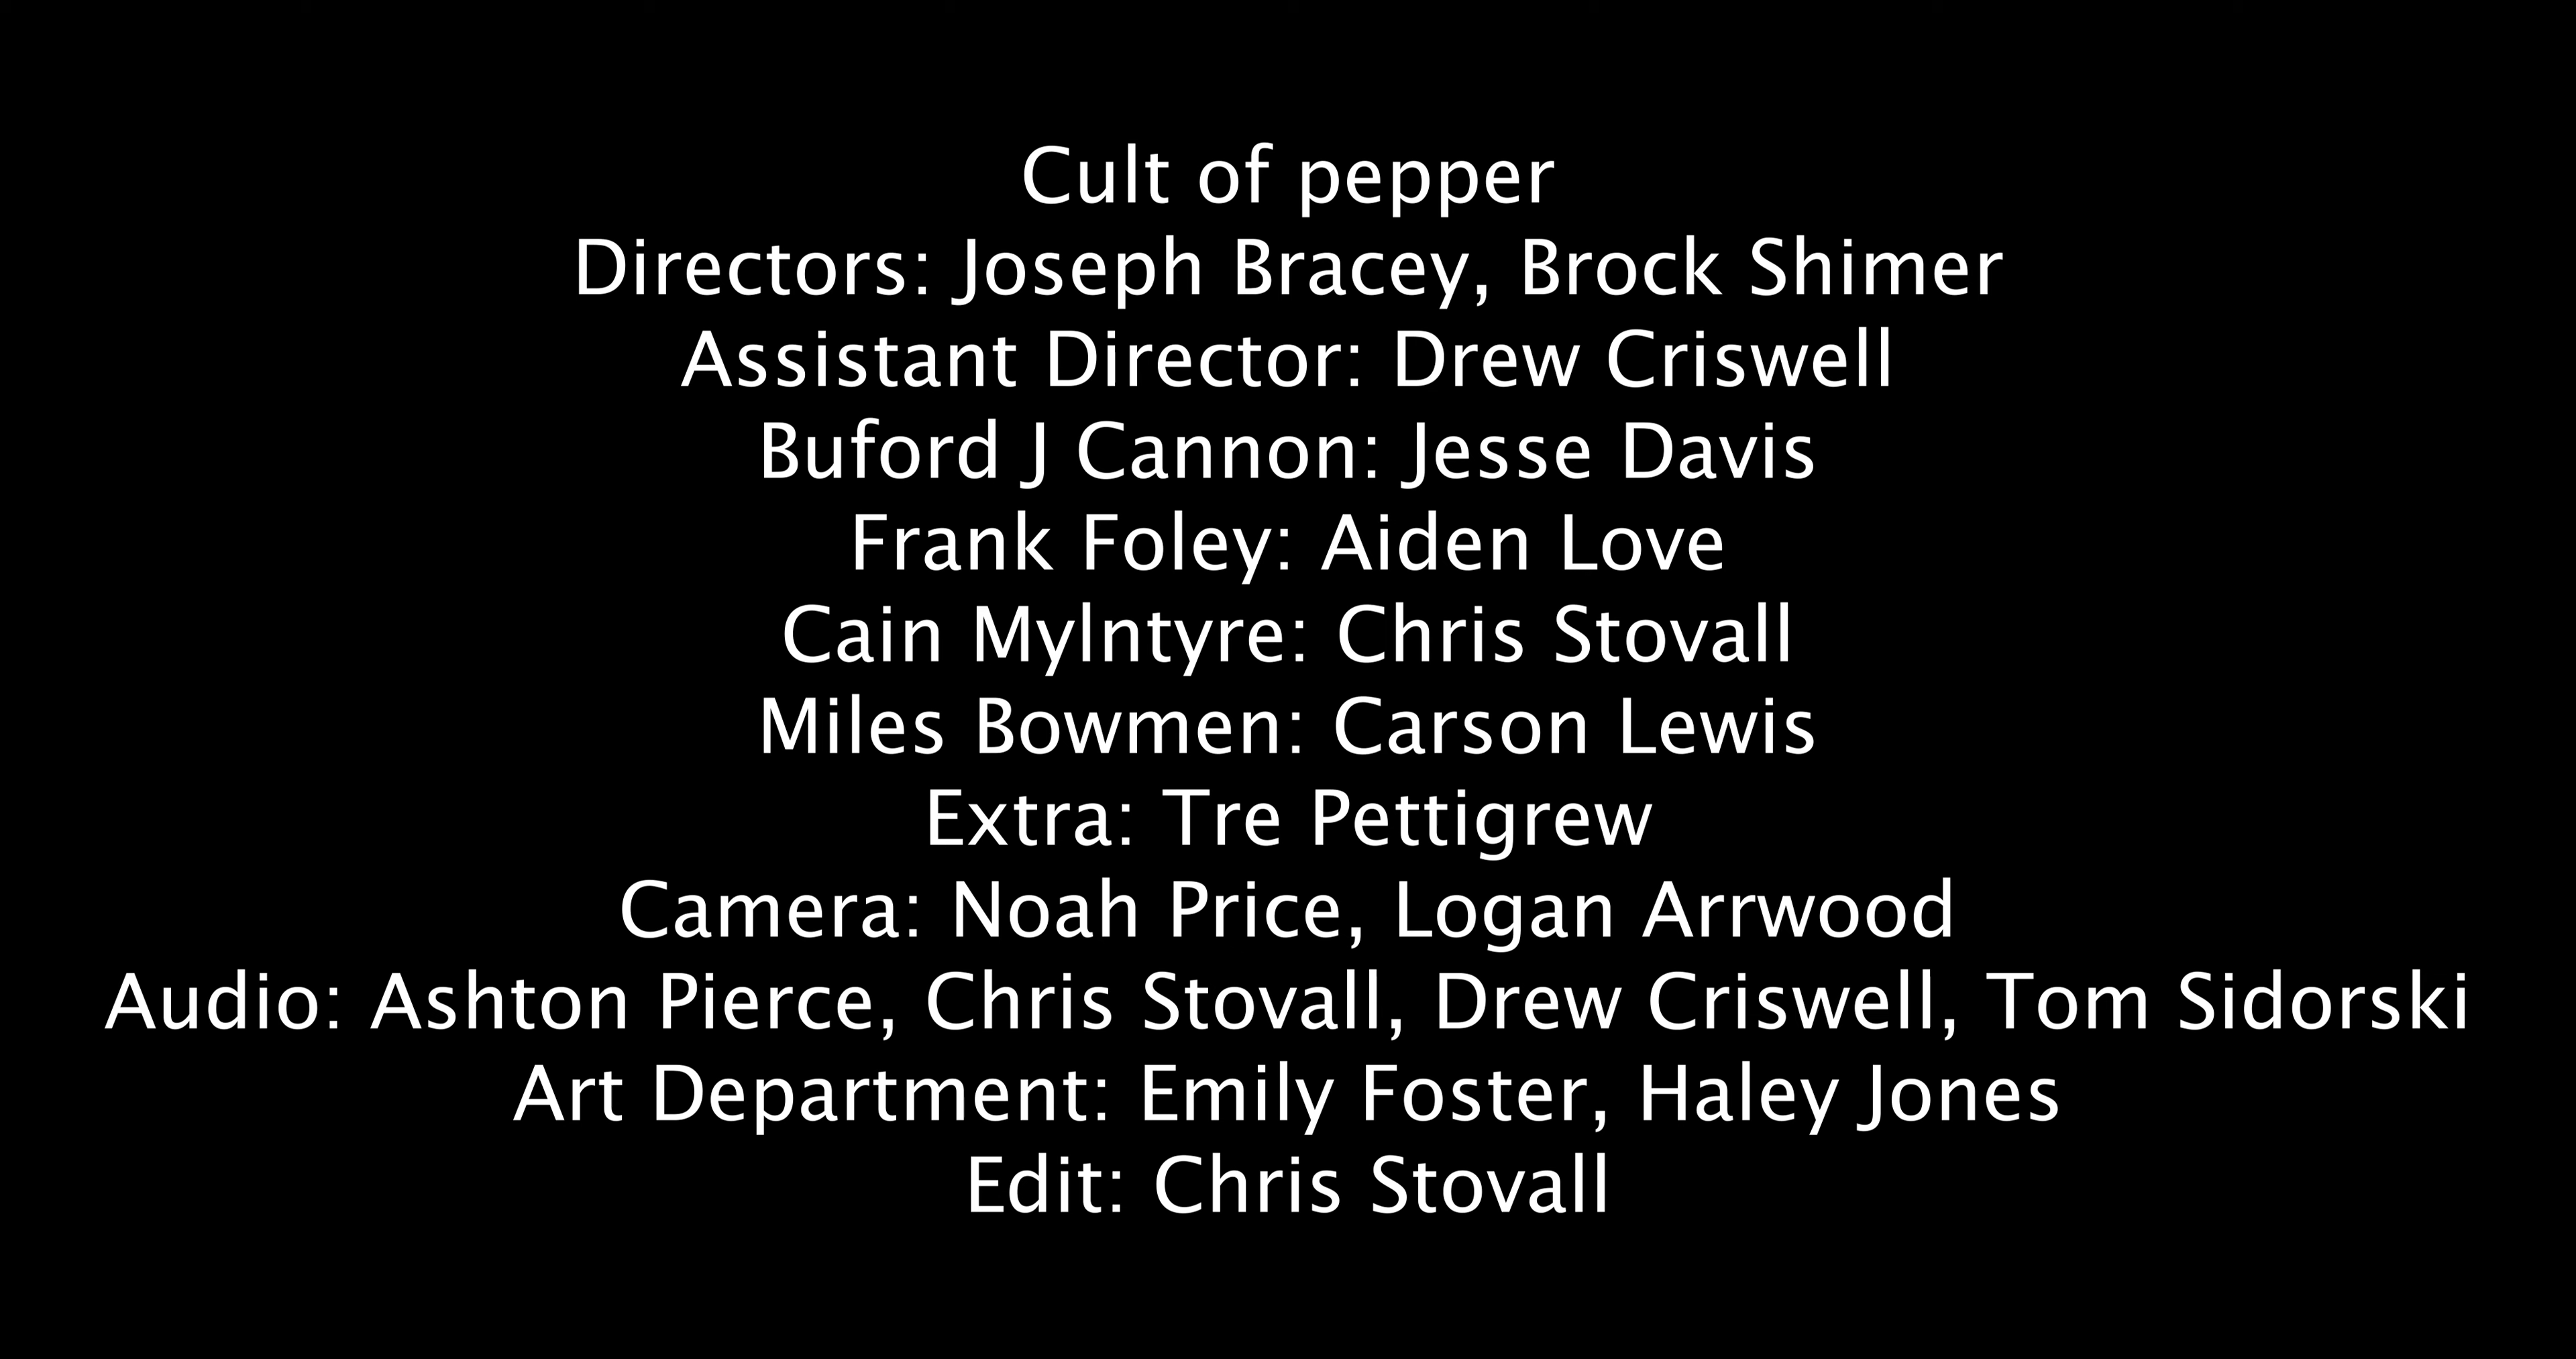 Cult of pepper
Directors: Joseph Bracey, Brock Shimer
Assistant Director: Drew Criswell
Buford J Cannon: Jesse Davis
Frank Foley: Aiden Love
Cain MyIntyre: Chris Stovall
Miles Bowmen: Carson Lewis
Extra: Tre Pettigrew
Camera: Noah Price, Logan Arrwood
Audio: Ashton Pierce, Chris Stovall, Drew Criswell, Tom Sidorski
Art Department: Emily Foster, Haley Jones
Edit: Chris Stovall